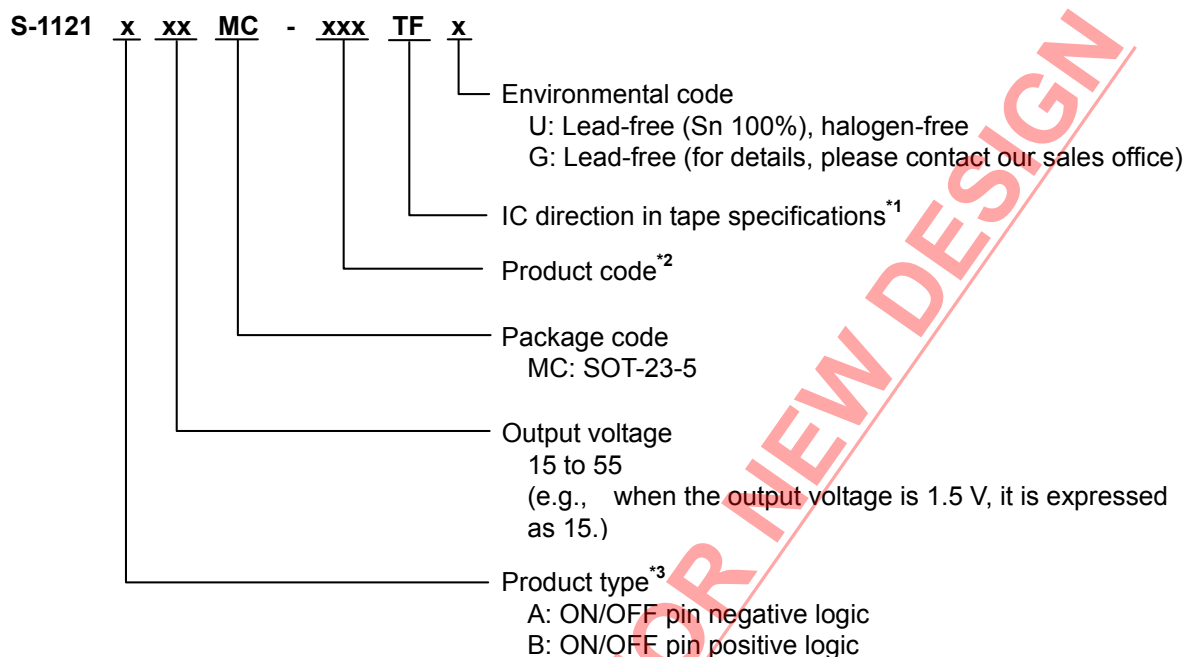 S-1121 x xx MC - xxx TF x
Environmental code
U: Lead-free (Sn 100%), halogen-free
G: Lead-free (for details, please contact our sales office)
IC direction in tape specifications*1
Product code*2
Package code
MC: SOT-23-5
Output voltage
15 to 55
(e.g., when the output voltage is 1.5 V, it is expressed
as 15.)
Product type*3
A: ON/OFF pin negative logic
B: ON/OFF pin positive logic
OR NEW DESIGN